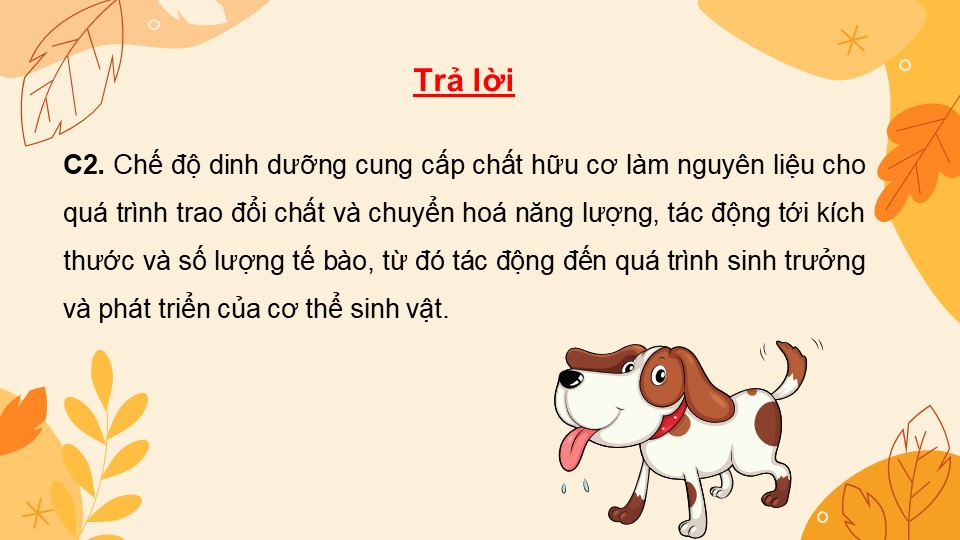 Trả lời
C2. Chế độ dinh dưỡng cung cấp chất hữu cơ làm nguyên liệu cho
quá trình trao đổi chất và chuyển hoá năng lượng, tác động tới kích
thước và số lượng tế bào, từ đó tác động đến quá trình sinh trưởng
và phát triển của cơ thể sinh vật.